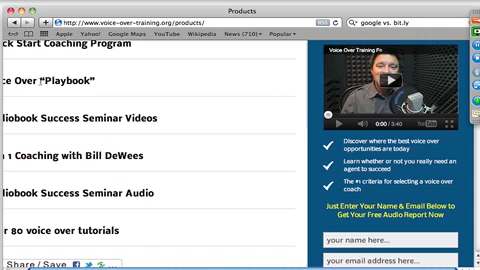 Products
http://www.voice-over-training.org/products/
RSS
google vs. bit.ly
Apple Yahoo! Google Maps YouTube Wikipedia News (710) Popular
ck Start Coaching Program
ce Over “Playbook”
diobook Success Seminar Videos
1 Coaching with Bill DeWees
diobook Success Seminar Audio
r 80 voice over tutorials
Share / Save
Voice Over Training Fr
0:00 / 3:40
YouTube
Discover where the best voice over
opportunities are today
Learn whether or not you really need an
agent to succeed
The #1 criteria for selecting a voice over
coach
Just Enter Your Name & Email Below to
Get Your Free Audio Report Now
your name here...
your email address here...